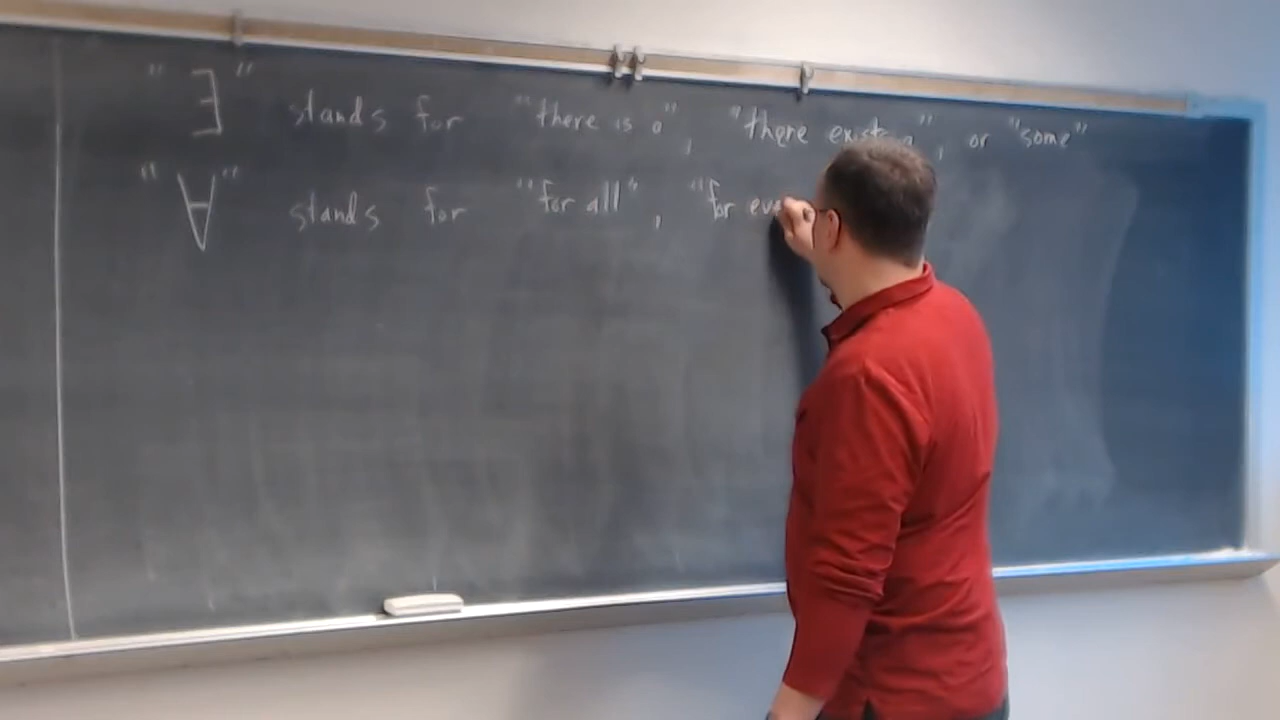 "∃" stands for "there is a", "there exists a", or "some"
"∀" stands for "for all", "for eve